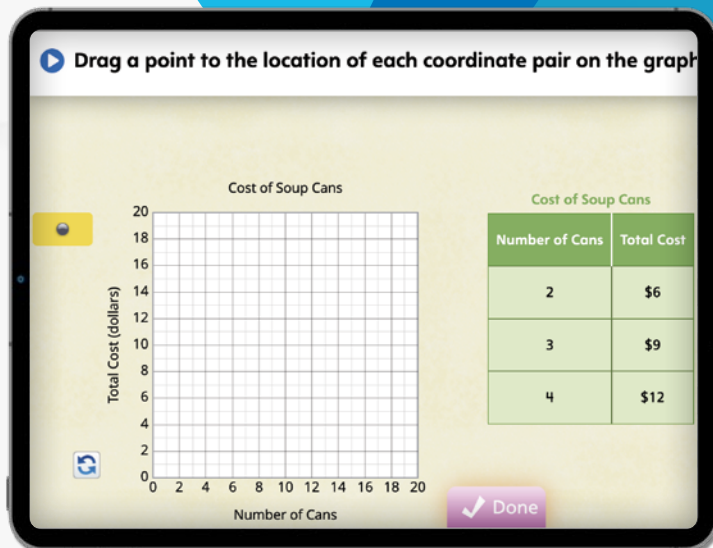 Drag a point to the location of each coordinate pair on the graph
Cost of Soup Cans
20
18
16
14
12
10
8
6
4
2
0
Total Cost (dollars)
0 2 4 6 8 10 12 14 16 18 20
Number of Cans
Cost of Soup Cans
Number of Cans Total Cost
2 $6
3 $9
4 $12
Done